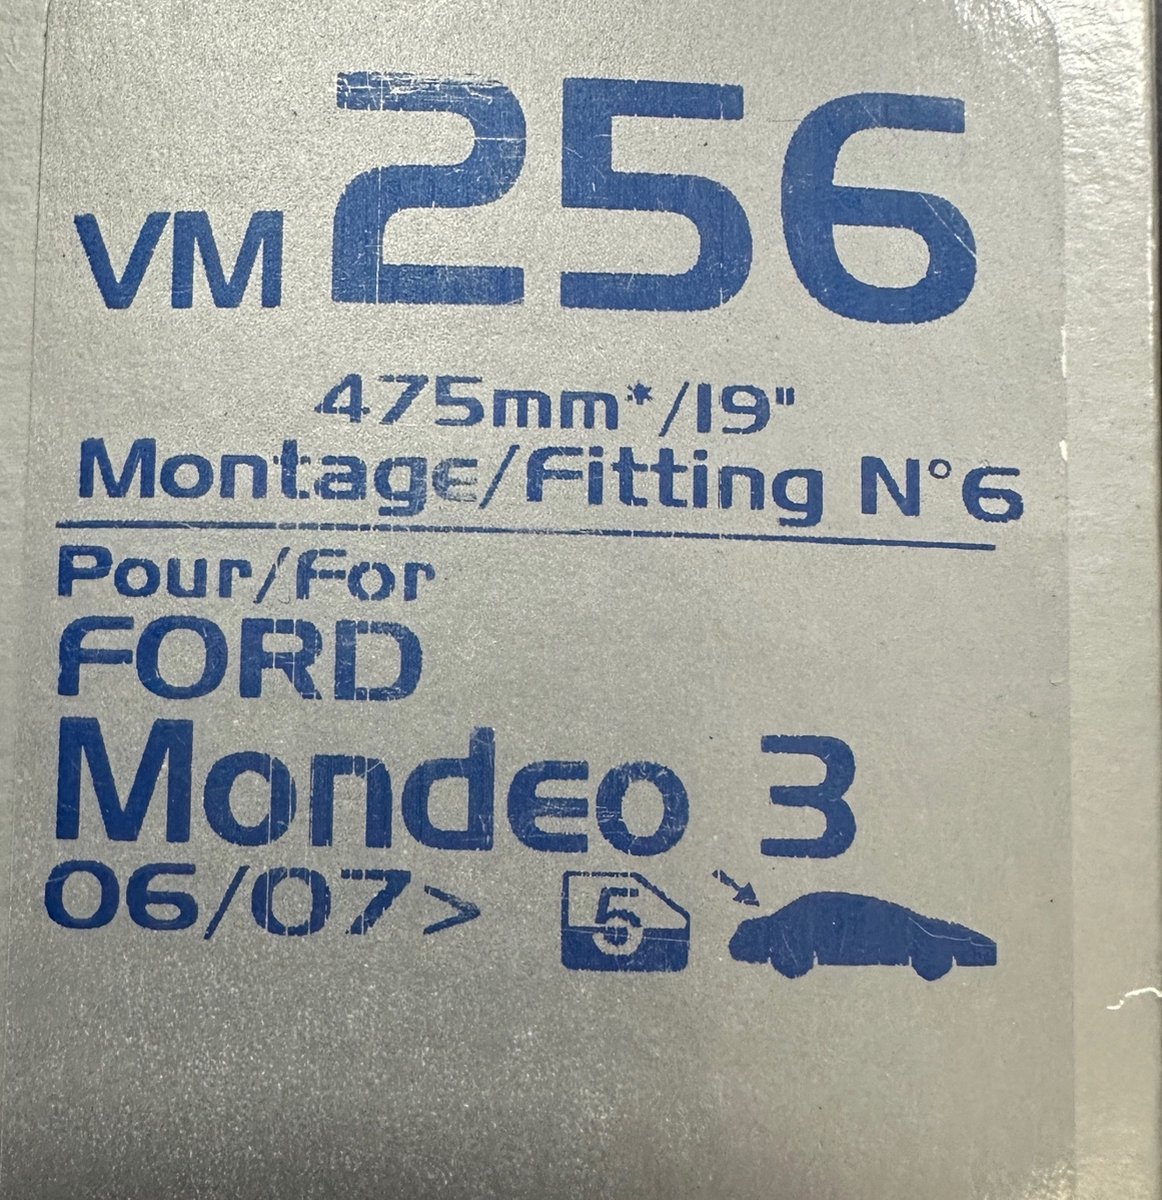 VM 256
475mm*/19"
Montage/Fitting N°6
Pour/For
FORD
Mondeo 3
06/07> 5